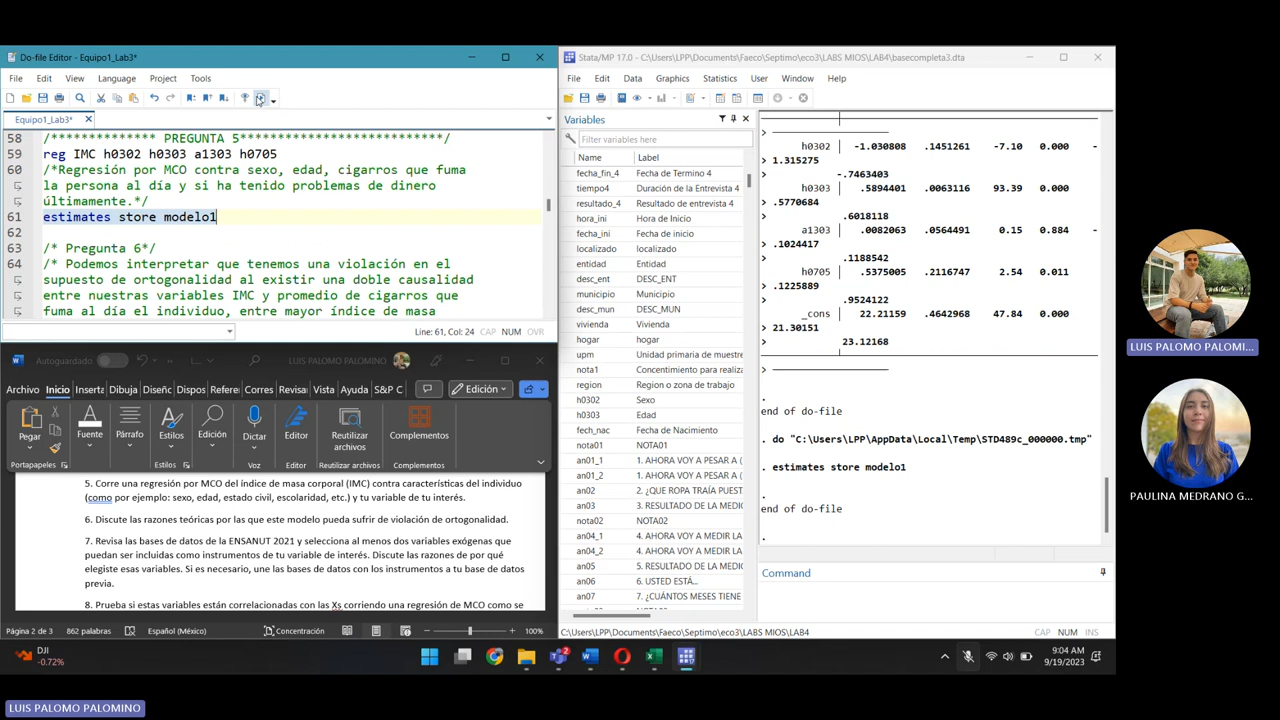 Do-file Editor - Equipo1_Lab3*
File Edit View Language Project Tools
Equipo1_Lab3*
58 /************** PREGUNTA 5**************************/
59 reg IMC h0302 h0303 a1303 h0705
60 /*Regresión por MCO contra sexo, edad, cigarros que fuma
la persona al día y si ha tenido problemas de dinero
últimamente.*/
61 estimates store modelo1
62
63 /* Pregunta 6*/
64 /* Podemos interpretar que tenemos una violación en el
supuesto de ortogonalidad al existir una doble causalidad
entre nuestras variables IMC y promedio de cigarros que
fuma al día el individuo, entre mayor índice de masa
Line: 61, Col: 24 CAP NUM OVR
Autoguardado LUIS PALOMO PALOMINO
Archivo Inicio Inserta Dibuja Diseñc Dispos Referei Corres Revisai Vista Ayuda S&P C Edición
Pegar Fuente Párrafo Estilos Edición Dictar Editor Reutilizar archivos Complementos
Portapapeles Estilos Voz Editor Reutilizar archivos Complementos
5. Corre una regresión por MCO del índice de masa corporal (IMC) contra características del individuo
(como por ejemplo: sexo, edad, estado civil, escolaridad, etc.) y tu variable de tu interés.
6. Discute las razones teóricas por las que este modelo pueda sufrir de violación de ortogonalidad.
7. Revisa las bases de datos de la ENSANUT 2021 y selecciona al menos dos variables exógenas que
puedan ser incluidas como instrumentos de tu variable de interés. Discute las razones de por qué
elegiste esas variables. Si es necesario, une las bases de datos con los instrumentos a tu base de datos
previa.
8. Prueba si estas variables están correlacionadas con las Xs corriendo una regresión de MCO como se
Página 2 de 3 862 palabras Español (México) Concentración 100%
Stata/MP 17.0 - C:\Users\LPP\Documents\Faeco\Septimo\eco3\LABS MIOS\LAB4\basecompleta3.dta
File Edit Data Graphics Statistics User Window Help
Variables
Filter variables here
Name Label
fecha_fin_4 Fecha de Termino 4
tiempo4 Duración de la Entrevista 4
resultado_4 Resultado de entrevista 4
hora_ini Hora de Inicio
fecha_ini Fecha de inicio
localizado localizado
entidad Entidad
desc_ent DESC_ENT
municipio Municipio
desc_mun DESC_MUN
vivienda Vivienda
hogar hogar
upm Unidad primaria de muestre
nota1 Concentimiento para realiza
region Region o zona de trabajo
h0302 Sexo
h0303 Edad
fech_nac Fecha de Nacimiento
nota01 NOTA01
an01_1 1. AHORA VOY A PESAR A (
an01_2 1. AHORA VOY A PESAR A (
an02 2. ¿QUE ROPA TRAÍA PUEST
an03 3. RESULTADO DE LA MEDIC
nota02 NOTA02
an04_1 4. AHORA VOY A MEDIR LA
an04_2 4. AHORA VOY A MEDIR LA
an05 5. RESULTADO DE LA MEDIC
an06 6. USTED ESTÁ...
an07 7. ¿CUÁNTOS MESES TIENE
>
h0302 | -1.030808 .1451261 -7.10 0.000 -
> 1.315275
-.7463403
h0303 | .5894401 .0063116 93.39 0.000
> .5770684
.6018118
a1303 | .0082063 .0564491 0.15 0.884 -
> .1024417
.1188542
h0705 | .5375005 .2116747 2.54 0.011
> .1225889
.9524122
_cons | 22.21159 .4642968 47.84 0.000
> 21.30151
23.12168
>
.
end of do-file
. do "C:\Users\LPP\AppData\Local\Temp\STD489c_000000.tmp"
. estimates store modelo1
.
end of do-file
.
Command
C:\Users\LPP\Documents\Faeco\Septimo\eco3\LABS MIOS\LAB4 CAP NUM INS
LUIS PALOMO PALOMI...
PAULINA MEDRANO G...
DJI
-0.72%
2
9:04 AM
9/19/2023
LUIS PALOMO PALOMINO